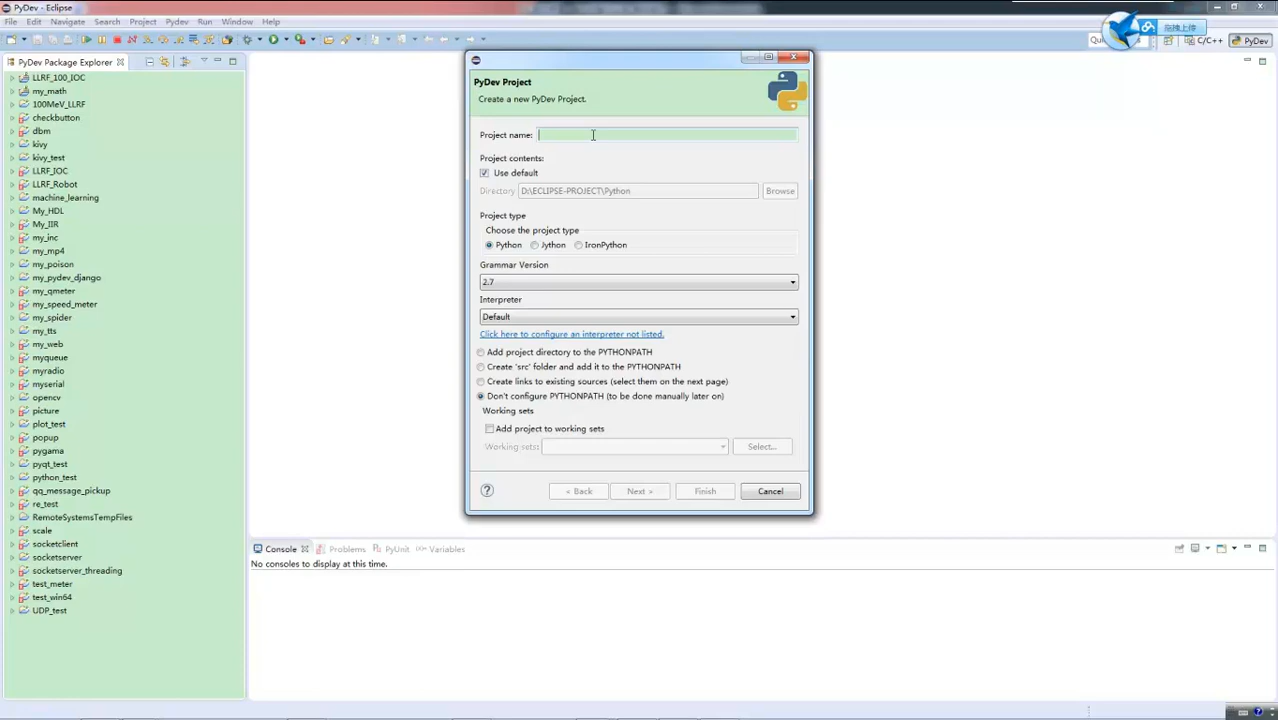 PyDev - Eclipse
File Edit Navigate Search Project Pydev Run Window Help
拖拽上传
C/C++ PyDev
PyDev Package Explorer
LLRF_100_IOC
my_math
100MeV_LLRF
checkbutton
dbm
kivy
kivy_test
LLRF_IOC
LLRF_Robot
machine_learning
My_HDL
My_IIR
my_inc
my_mp4
my_poison
my_pydev_django
my_qmeter
my_speed_meter
my_spider
my_tts
my_web
myqueue
myradio
myserial
opencv
picture
plot_test
popup
pygama
pyqt_test
python_test
qq_message_pickup
re_test
RemoteSystemsTempFiles
scale
socketclient
socketserver
socketserver_threading
test_meter
test_win64
UDP_test
PyDev Project
Create a new PyDev Project.
Project name:
Project contents:
Use default
Directory D:\ECLIPSE-PROJECT\Python Browse
Project type
Choose the project type
Python Jython IronPython
Grammar Version
2.7
Interpreter
Default
Click here to configure an interpreter not listed.
Add project directory to the PYTHONPATH
Create 'src' folder and add it to the PYTHONPATH
Create links to existing sources (select them on the next page)
Don't configure PYTHONPATH (to be done manually later on)
Working sets
Add project to working sets
Working sets: Select...
< Back Next > Finish Cancel
Console Problems PyUnit Variables
No consoles to display at this time.